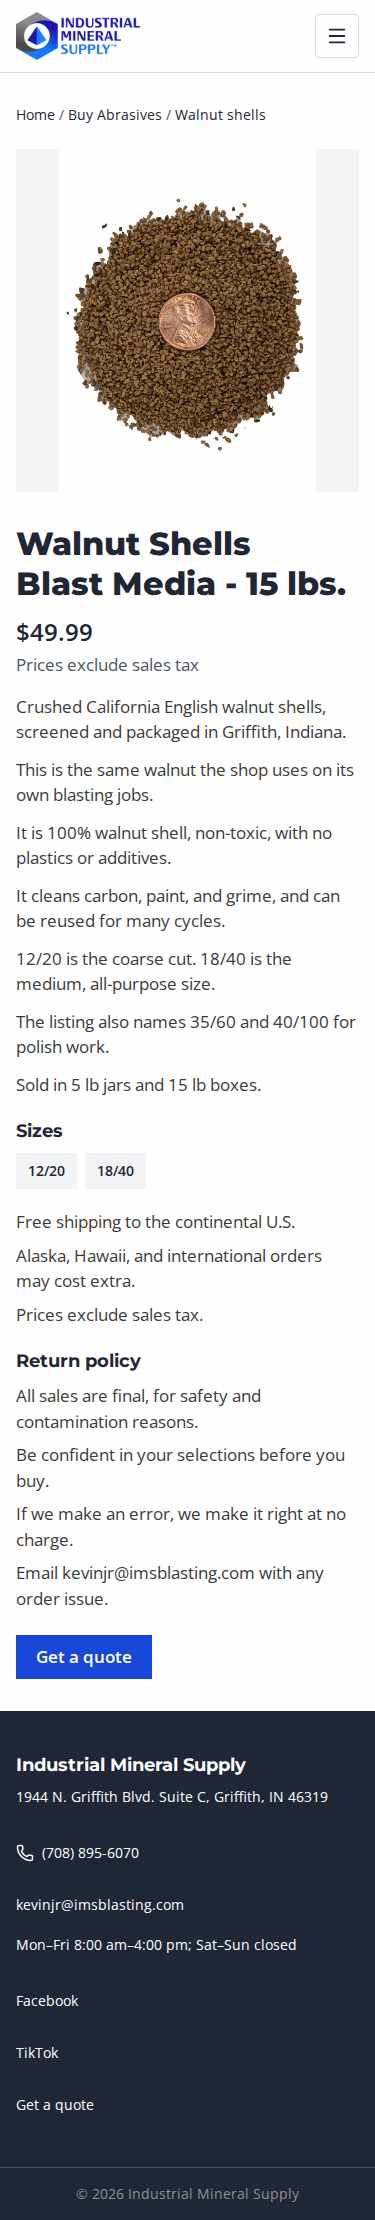 INDUSTRIAL
MINERAL
SUPPLY™
Home / Buy Abrasives / Walnut shells
Walnut Shells
Blast Media - 15 lbs.
$49.99
Prices exclude sales tax
Crushed California English walnut shells,
screened and packaged in Griffith, Indiana.
This is the same walnut the shop uses on its
own blasting jobs.
It is 100% walnut shell, non-toxic, with no
plastics or additives.
It cleans carbon, paint, and grime, and can
be reused for many cycles.
12/20 is the coarse cut. 18/40 is the
medium, all-purpose size.
The listing also names 35/60 and 40/100 for
polish work.
Sold in 5 lb jars and 15 lb boxes.
Sizes
12/20 18/40
Free shipping to the continental U.S.
Alaska, Hawaii, and international orders
may cost extra.
Prices exclude sales tax.
Return policy
All sales are final, for safety and
contamination reasons.
Be confident in your selections before you
buy.
If we make an error, we make it right at no
charge.
Email kevinjr@imsblasting.com with any
order issue.
Get a quote
Industrial Mineral Supply
1944 N. Griffith Blvd. Suite C, Griffith, IN 46319
(708) 895-6070
kevinjr@imsblasting.com
Mon–Fri 8:00 am–4:00 pm; Sat–Sun closed
Facebook
TikTok
Get a quote
© 2026 Industrial Mineral Supply